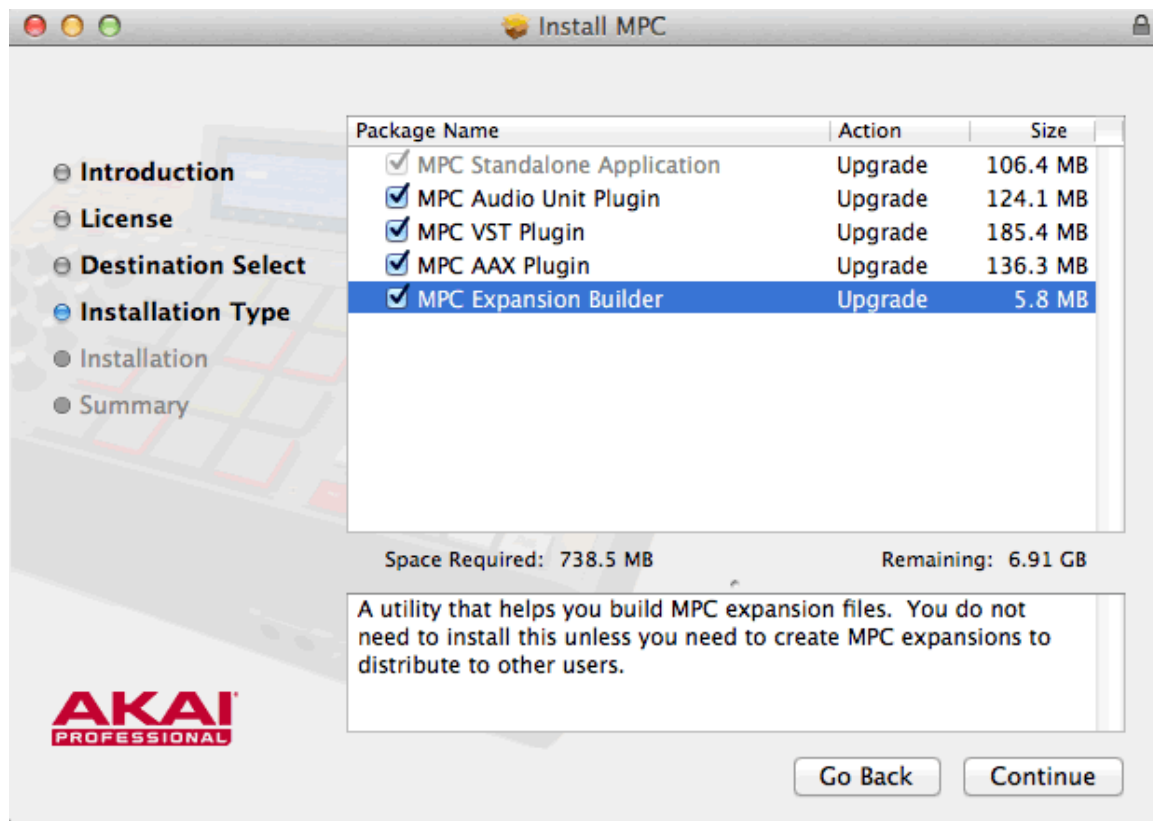 Install MPC
Introduction
License
Destination Select
Installation Type
Installation
Summary
Package Name Action Size
MPC Standalone Application Upgrade 106.4 MB
MPC Audio Unit Plugin Upgrade 124.1 MB
MPC VST Plugin Upgrade 185.4 MB
MPC AAX Plugin Upgrade 136.3 MB
MPC Expansion Builder Upgrade 5.8 MB
Space Required: 738.5 MB Remaining: 6.91 GB
A utility that helps you build MPC expansion files. You do not
need to install this unless you need to create MPC expansions to
distribute to other users.
AKAI
PROFESSIONAL
Go Back Continue